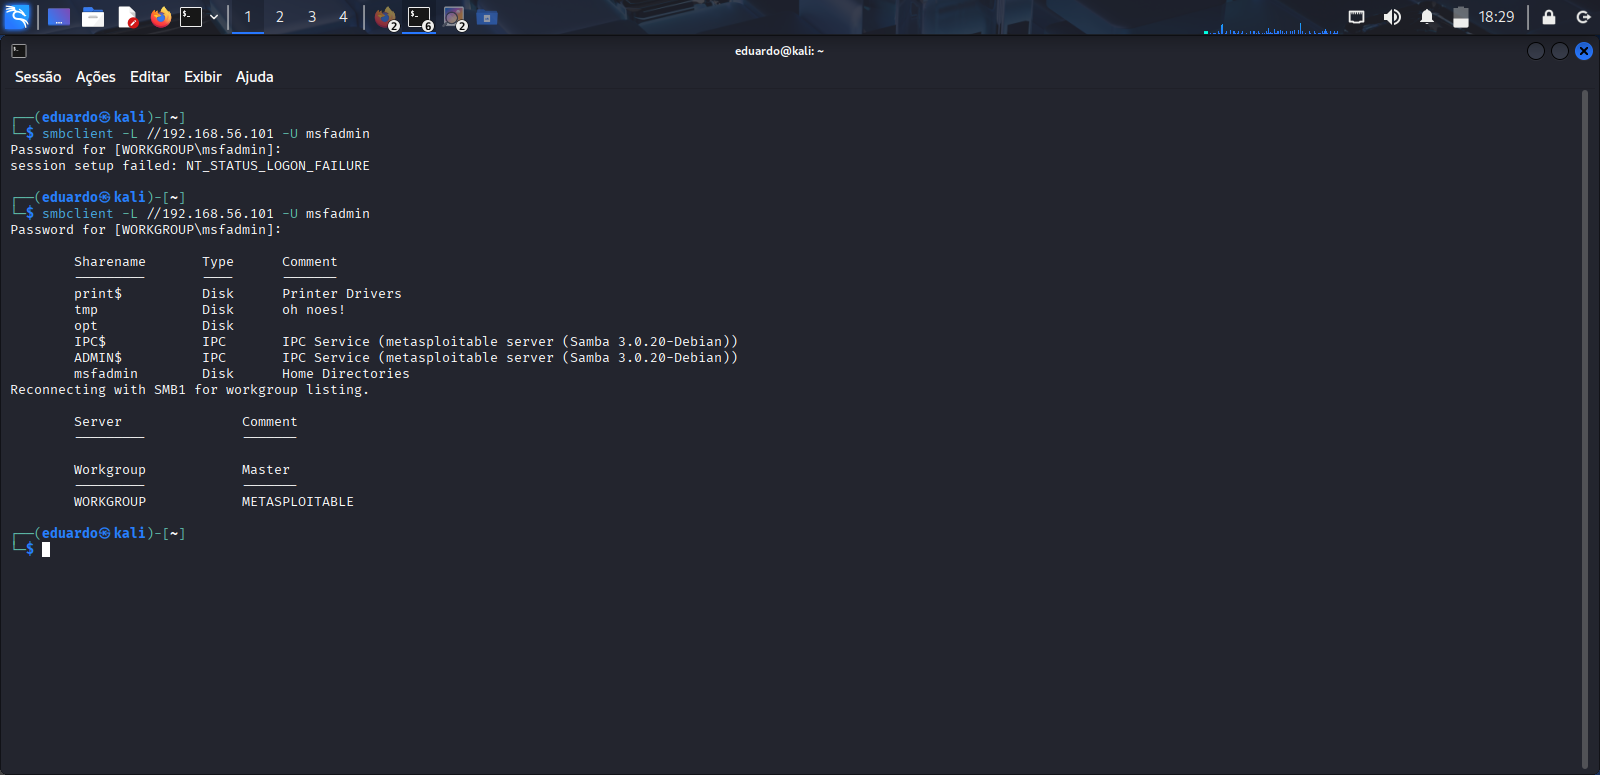 1 2 3 4 2 6 2 18:29
eduardo@kali: ~
Sessão Ações Editar Exibir Ajuda
┌──(eduardo㉿kali)-[~]
└─$ smbclient -L //192.168.56.101 -U msfadmin
Password for [WORKGROUP\msfadmin]:
session setup failed: NT_STATUS_LOGON_FAILURE
┌──(eduardo㉿kali)-[~]
└─$ smbclient -L //192.168.56.101 -U msfadmin
Password for [WORKGROUP\msfadmin]:
Sharename Type Comment
--------- ---- -------
print$ Disk Printer Drivers
tmp Disk oh noes!
opt Disk
IPC$ IPC IPC Service (metasploitable server (Samba 3.0.20-Debian))
ADMIN$ IPC IPC Service (metasploitable server (Samba 3.0.20-Debian))
msfadmin Disk Home Directories
Reconnecting with SMB1 for workgroup listing.
Server Comment
--------- -------
Workgroup Master
--------- -------
WORKGROUP METASPLOITABLE
┌──(eduardo㉿kali)-[~]
└─$